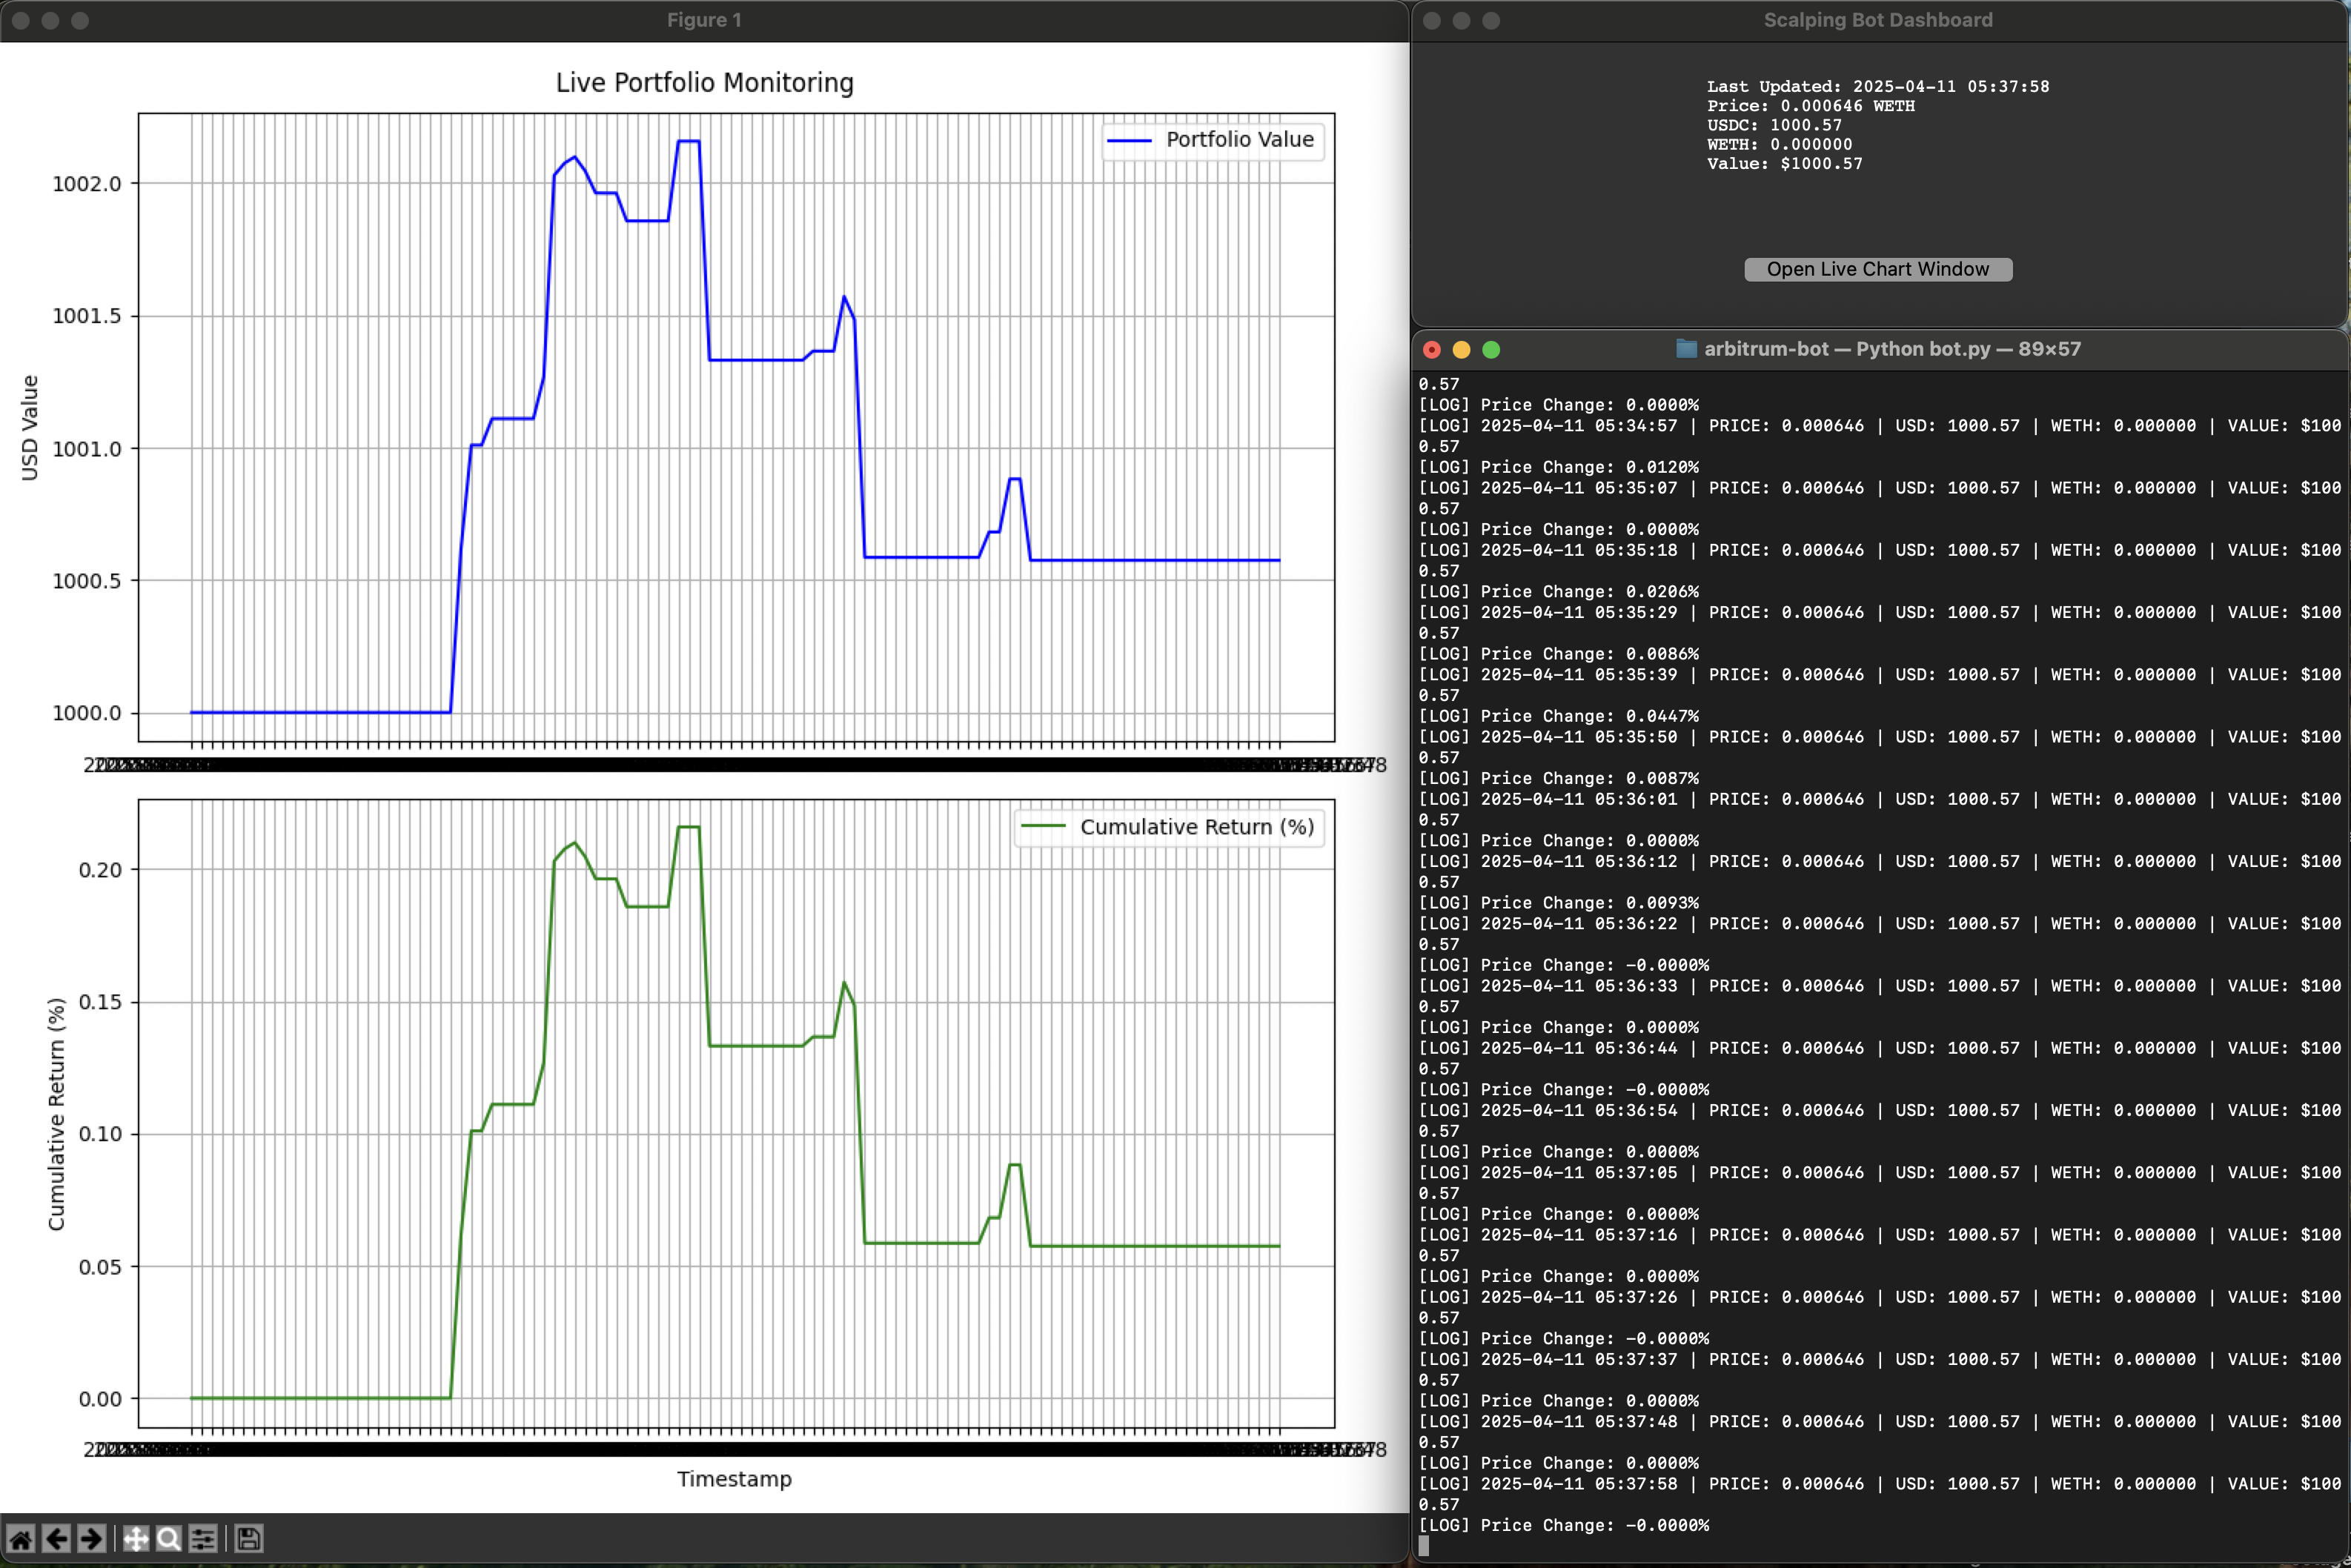 Figure 1
Live Portfolio Monitoring
Portfolio Value
1002.0
1001.5
1001.0
1000.5
1000.0
USD Value
Cumulative Return (%)
0.20
0.15
0.10
0.05
0.00
Cumulative Return (%)
Timestamp
Scalping Bot Dashboard
Last Updated: 2025-04-11 05:37:58
Price: 0.000646 WETH
USDC: 1000.57
WETH: 0.000000
Value: $1000.57
Open Live Chart Window
arbitrum-bot — Python bot.py — 89×57
0.57
[LOG] Price Change: 0.0000%
[LOG] 2025-04-11 05:34:57 | PRICE: 0.000646 | USD: 1000.57 | WETH: 0.000000 | VALUE: $100
0.57
[LOG] Price Change: 0.0120%
[LOG] 2025-04-11 05:35:07 | PRICE: 0.000646 | USD: 1000.57 | WETH: 0.000000 | VALUE: $100
0.57
[LOG] Price Change: 0.0000%
[LOG] 2025-04-11 05:35:18 | PRICE: 0.000646 | USD: 1000.57 | WETH: 0.000000 | VALUE: $100
0.57
[LOG] Price Change: 0.0206%
[LOG] 2025-04-11 05:35:29 | PRICE: 0.000646 | USD: 1000.57 | WETH: 0.000000 | VALUE: $100
0.57
[LOG] Price Change: 0.0086%
[LOG] 2025-04-11 05:35:39 | PRICE: 0.000646 | USD: 1000.57 | WETH: 0.000000 | VALUE: $100
0.57
[LOG] Price Change: 0.0447%
[LOG] 2025-04-11 05:35:50 | PRICE: 0.000646 | USD: 1000.57 | WETH: 0.000000 | VALUE: $100
0.57
[LOG] Price Change: 0.0087%
[LOG] 2025-04-11 05:36:01 | PRICE: 0.000646 | USD: 1000.57 | WETH: 0.000000 | VALUE: $100
0.57
[LOG] Price Change: 0.0000%
[LOG] 2025-04-11 05:36:12 | PRICE: 0.000646 | USD: 1000.57 | WETH: 0.000000 | VALUE: $100
0.57
[LOG] Price Change: 0.0093%
[LOG] 2025-04-11 05:36:22 | PRICE: 0.000646 | USD: 1000.57 | WETH: 0.000000 | VALUE: $100
0.57
[LOG] Price Change: -0.0000%
[LOG] 2025-04-11 05:36:33 | PRICE: 0.000646 | USD: 1000.57 | WETH: 0.000000 | VALUE: $100
0.57
[LOG] Price Change: 0.0000%
[LOG] 2025-04-11 05:36:44 | PRICE: 0.000646 | USD: 1000.57 | WETH: 0.000000 | VALUE: $100
0.57
[LOG] Price Change: -0.0000%
[LOG] 2025-04-11 05:36:54 | PRICE: 0.000646 | USD: 1000.57 | WETH: 0.000000 | VALUE: $100
0.57
[LOG] Price Change: 0.0000%
[LOG] 2025-04-11 05:37:05 | PRICE: 0.000646 | USD: 1000.57 | WETH: 0.000000 | VALUE: $100
0.57
[LOG] Price Change: 0.0000%
[LOG] 2025-04-11 05:37:16 | PRICE: 0.000646 | USD: 1000.57 | WETH: 0.000000 | VALUE: $100
0.57
[LOG] Price Change: 0.0000%
[LOG] 2025-04-11 05:37:26 | PRICE: 0.000646 | USD: 1000.57 | WETH: 0.000000 | VALUE: $100
0.57
[LOG] Price Change: -0.0000%
[LOG] 2025-04-11 05:37:37 | PRICE: 0.000646 | USD: 1000.57 | WETH: 0.000000 | VALUE: $100
0.57
[LOG] Price Change: 0.0000%
[LOG] 2025-04-11 05:37:48 | PRICE: 0.000646 | USD: 1000.57 | WETH: 0.000000 | VALUE: $100
0.57
[LOG] Price Change: 0.0000%
[LOG] 2025-04-11 05:37:58 | PRICE: 0.000646 | USD: 1000.57 | WETH: 0.000000 | VALUE: $100
0.57
[LOG] Price Change: -0.0000%